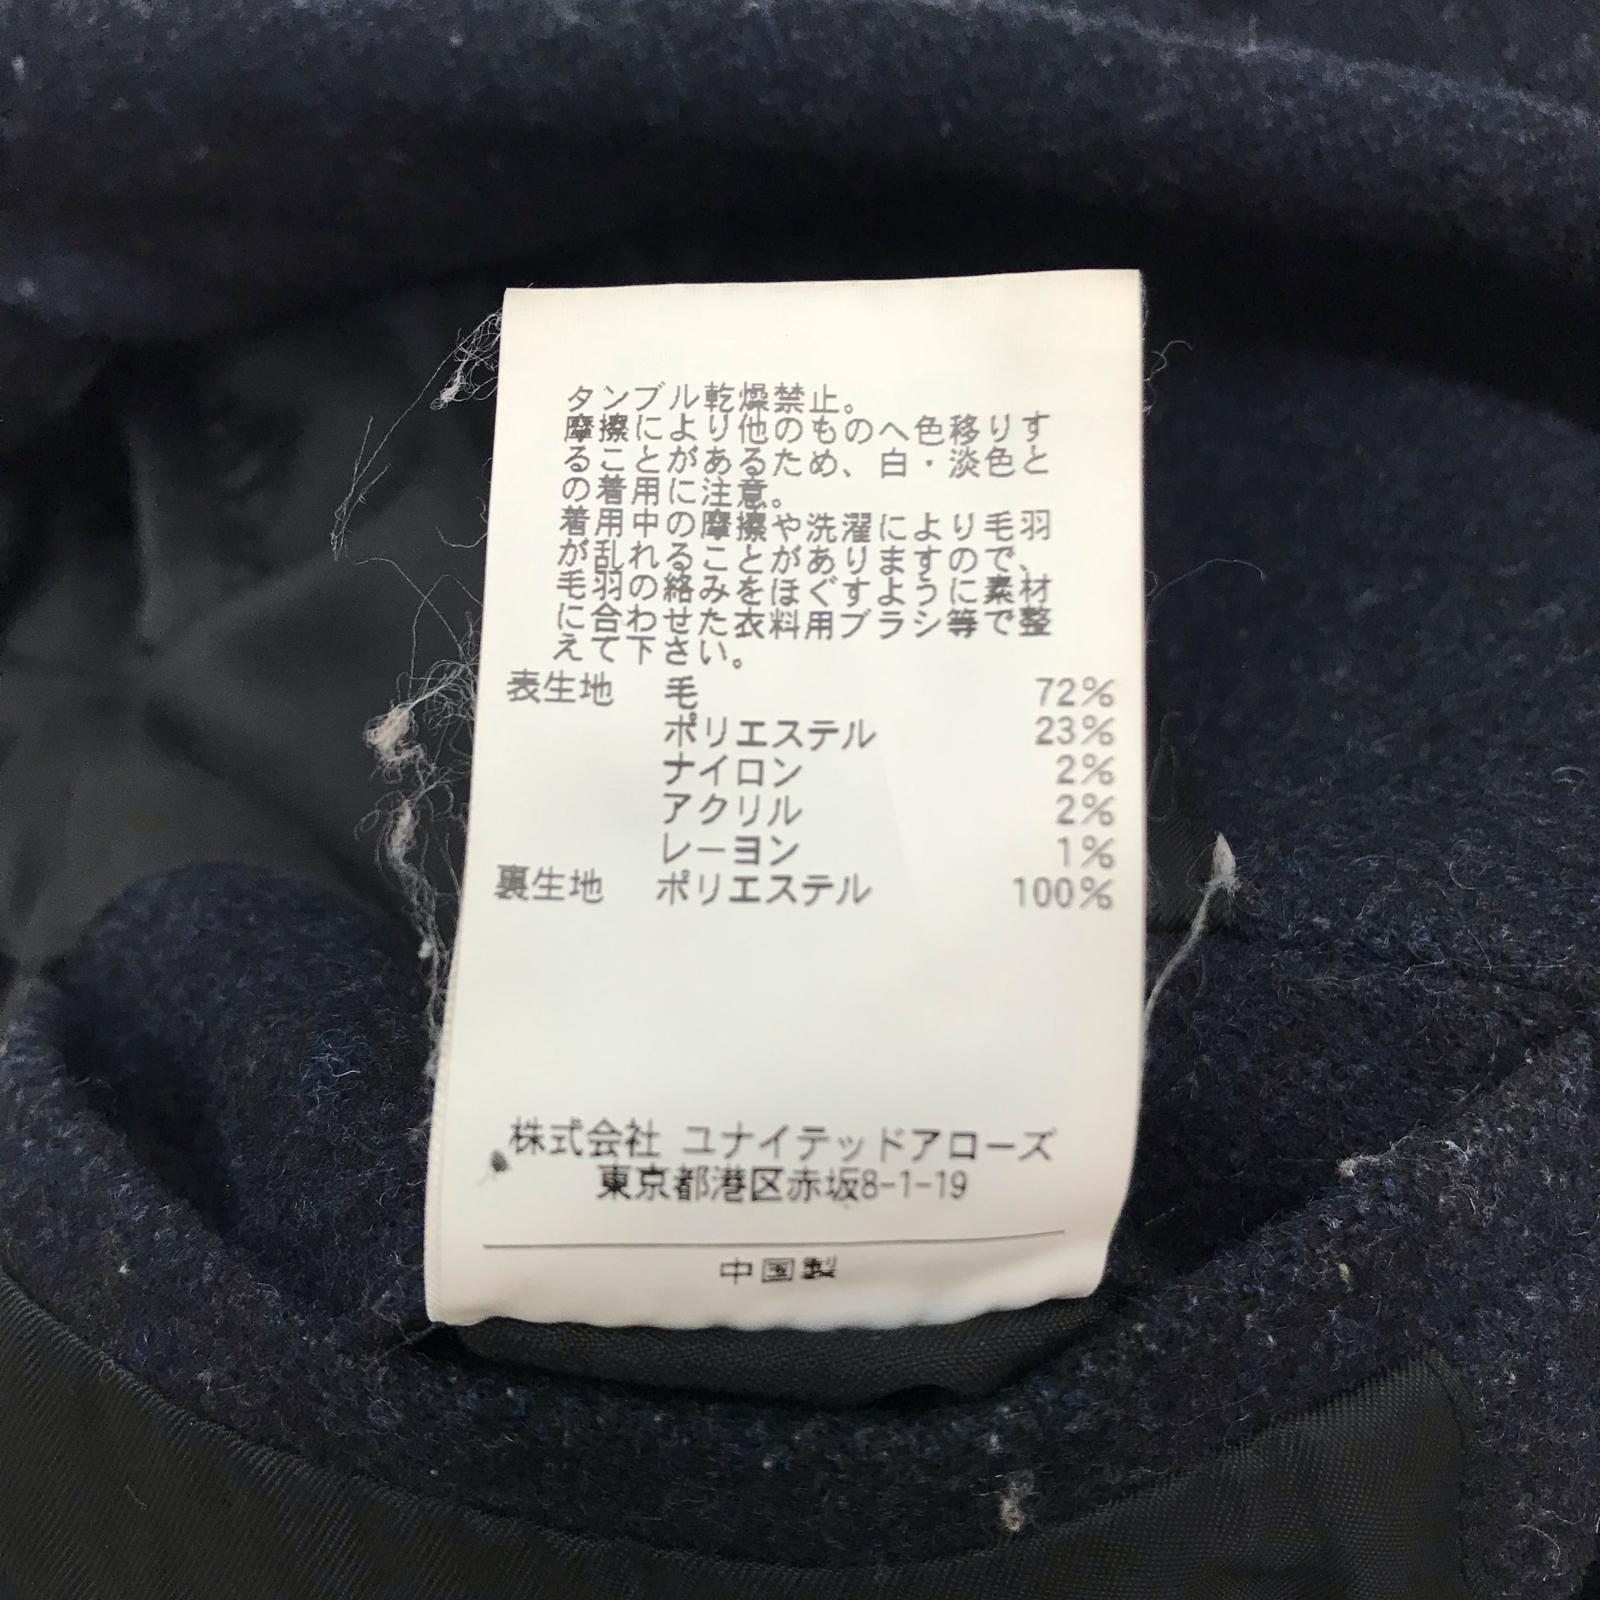 タンブル乾燥禁止。
摩擦により他のものへ色移りす
ることがあるため、白・淡色と
の着用に注意。
着用中の摩擦や洗濯により毛羽
が乱れることがありますので、
毛羽の絡みをほぐすように素材
に合わせた衣料用ブラシ等で整
えて下さい。
表生地 毛 72%
ポリエステル 23%
ナイロン 2%
アクリル 2%
レーヨン 1%
裏生地 ポリエステル 100%
株式会社 ユナイテッドアローズ
東京都港区赤坂8-1-19
中国製